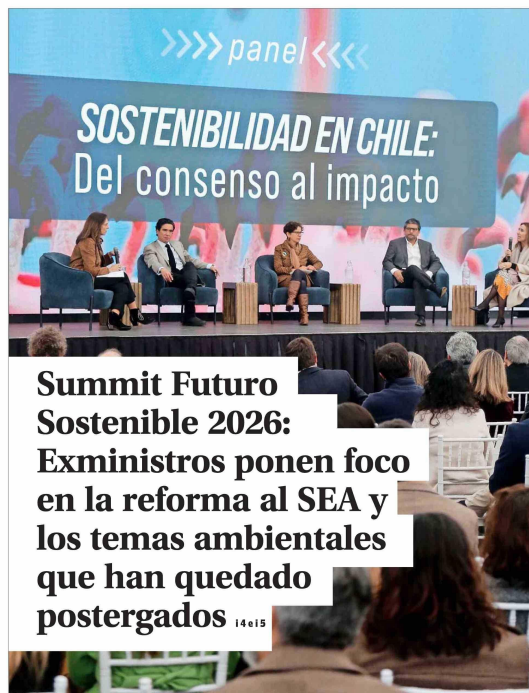 >>>> panel <<<<
SOSTENIBILIDAD EN CHILE:
Del consenso al impacto
Summit Futuro
Sostenible 2026:
Exministros ponen foco
en la reforma al SEA y
los temas ambientales
que han quedado
postergados i4ei5